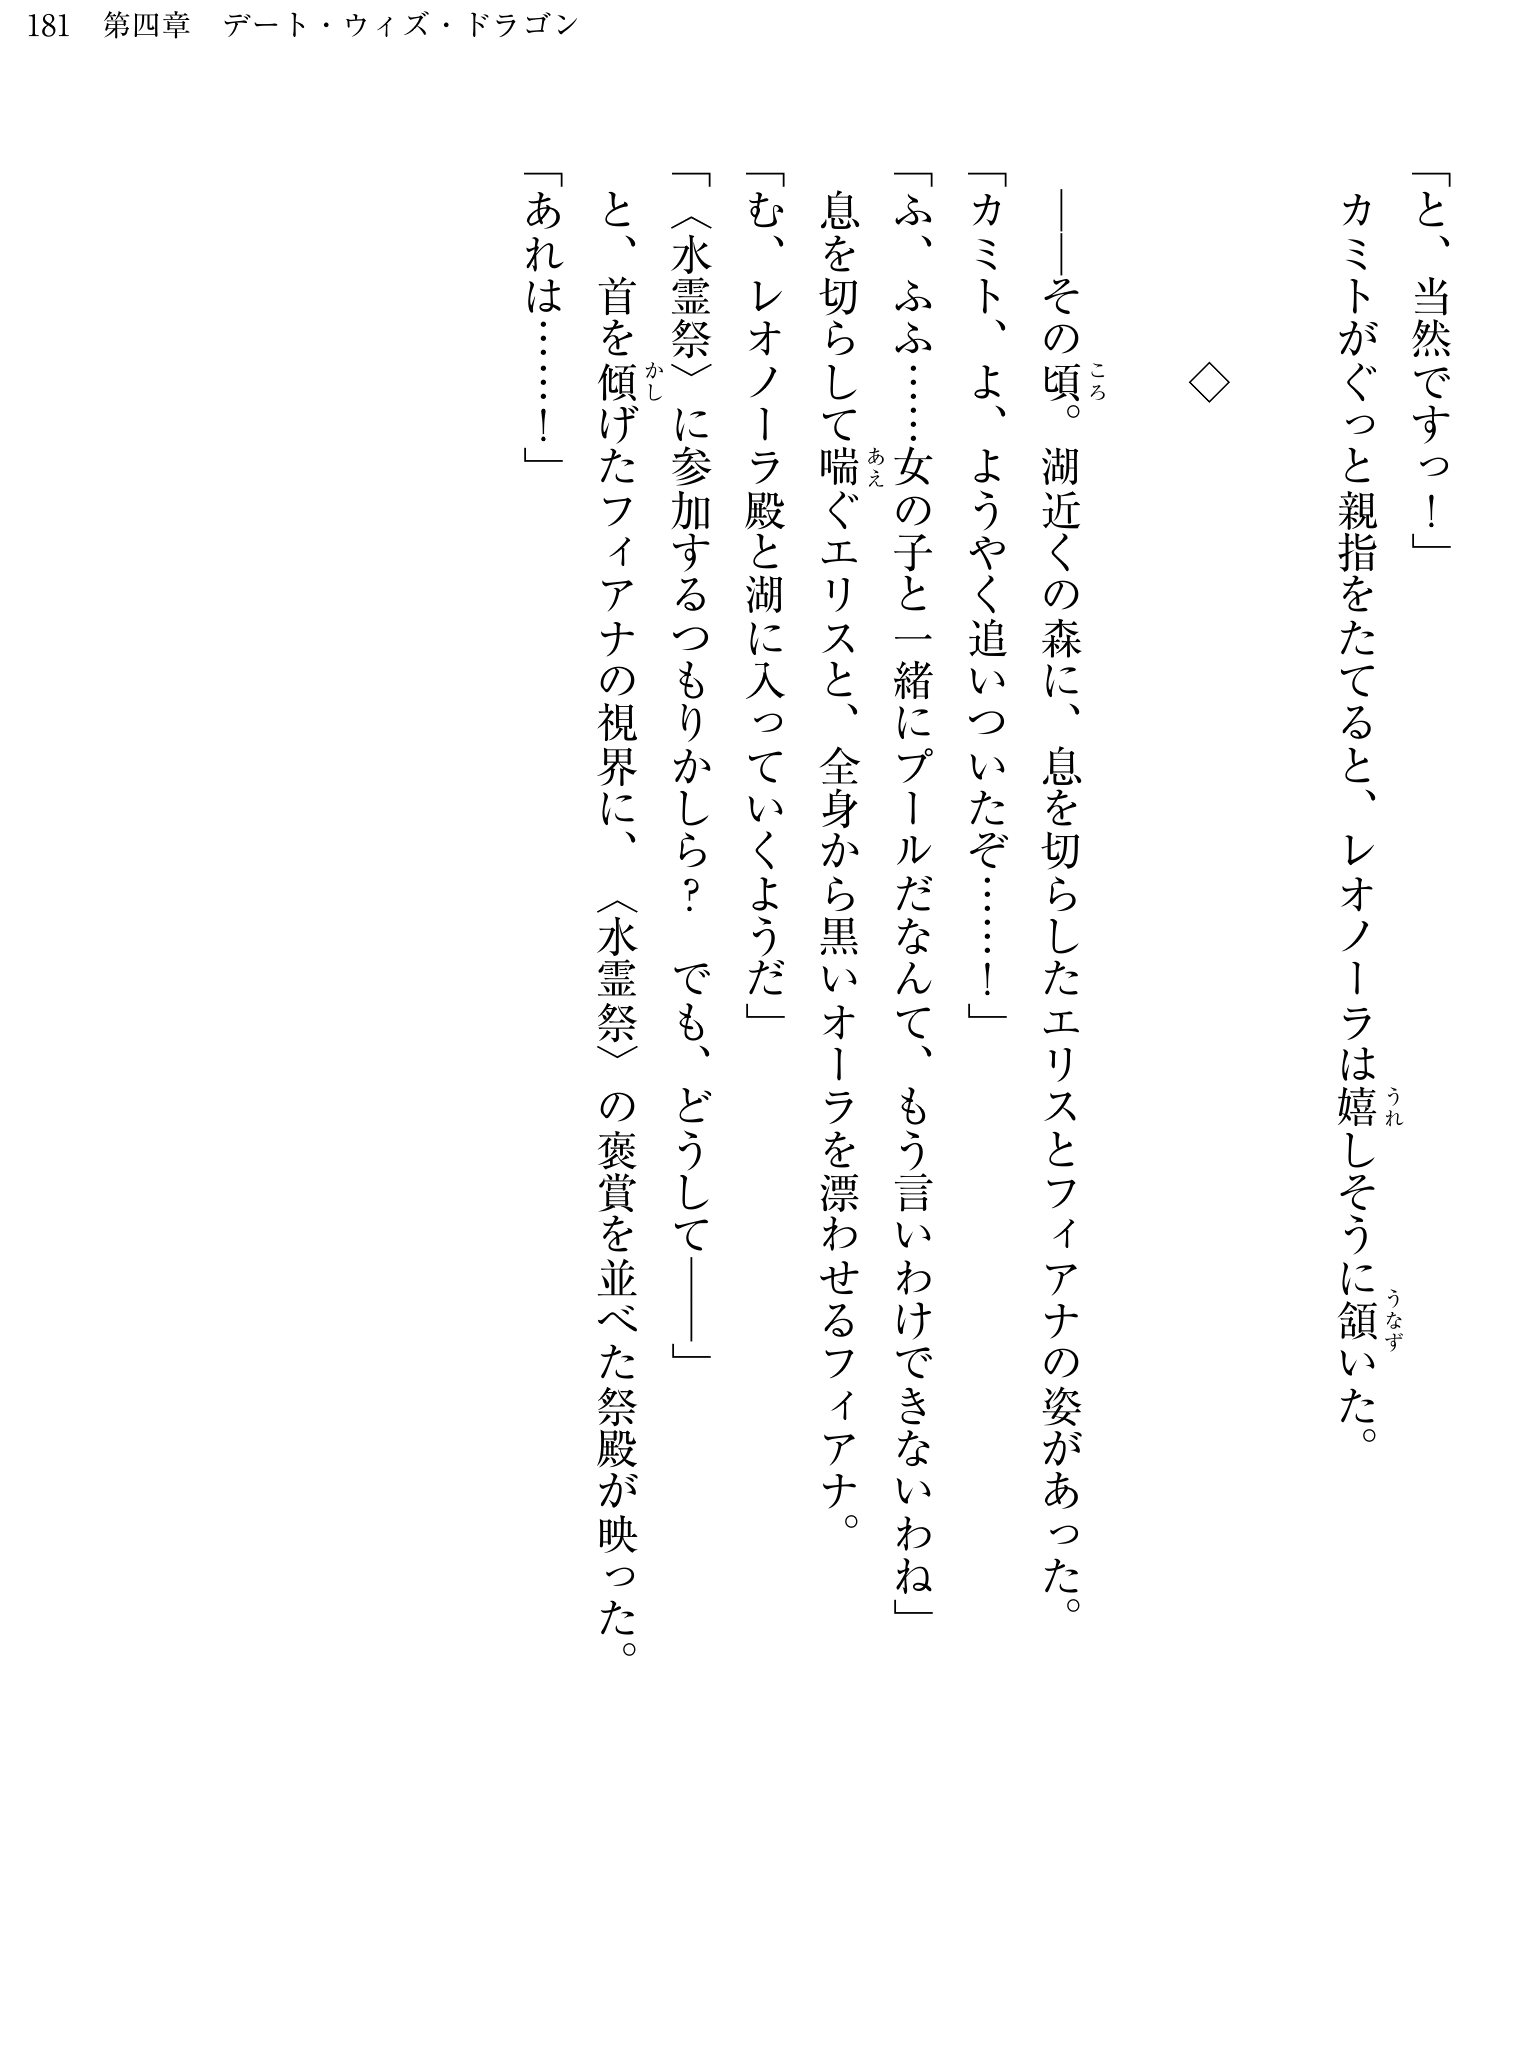 181 第四章 デート・ウィズ・ドラゴン
「と、当然ですっ！」
カミトがぐっと親指をたてると、レオノーラは嬉しそうに頷いた。
◇
――その頃。湖近くの森に、息を切らしたエリスとフィアナの姿があった。
「カミト、よ、ようやく追いついたぞ……！」
「ふ、ふふ……女の子と一緒にプールだなんて、もう言いわけできないわね」
息を切らして喘ぐエリスと、全身から黒いオーラを漂わせるフィアナ。
「む、レオノーラ殿と湖に入っていくようだ」
「〈水霊祭〉に参加するつもりかしら？　でも、どうして――」
と、首を傾げたフィアナの視界に、〈水霊祭〉の褒賞を並べた祭殿が映った。
「あれは……！」